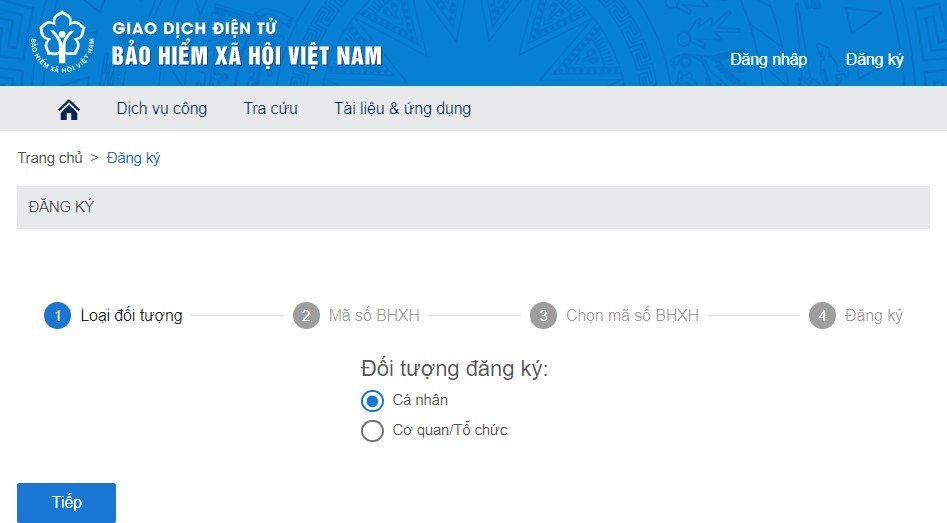 GIAO DỊCH ĐIỆN TỬ
BẢO HIỂM XÃ HỘI VIỆT NAM
BẢO HIỂM XÃ HỘI VIỆT NAM
Đăng nhập Đăng ký
Dịch vụ công Tra cứu Tài liệu & ứng dụng
Trang chủ > Đăng ký
ĐĂNG KÝ
1 Loại đối tượng 2 Mã số BHXH 3 Chọn mã số BHXH 4 Đăng ký
Đối tượng đăng ký:
Cá nhân
Cơ quan/Tổ chức
Tiếp